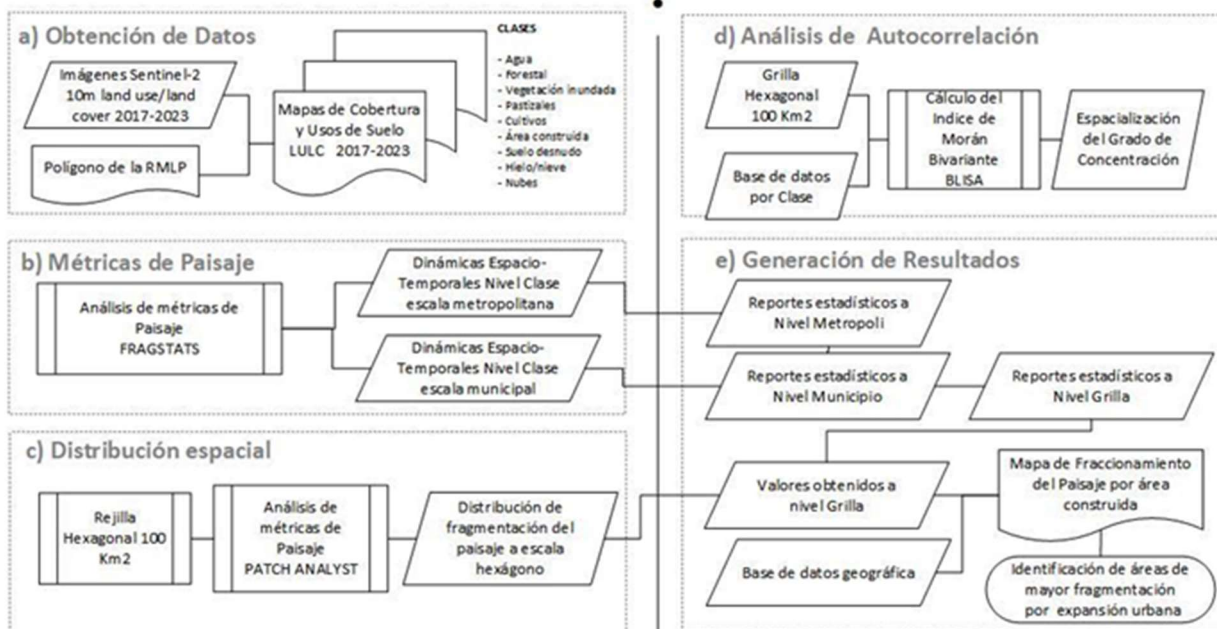 a) Obtención de Datos
Imágenes Sentinel-2
10m land use/land
cover 2017-2023
Polígono de la RMLP
Mapas de Cobertura
y Usos de Suelo
LULC 2017-2023
CLASES
- Agua
- Forestal
- Vegetación inundada
- Pastizales
- Cultivos
- Área construida
- Suelo desnudo
- Hielo/nieve
- Nubes
b) Métricas de Paisaje
Análisis de métricas de
Paisaje
FRAGSTATS
Dinámicas Espacio-
Temporales Nivel Clase
escala metropolitana
Dinámicas Espacio-
Temporales Nivel Clase
escala municipal
c) Distribución espacial
Rejilla
Hexagonal 100
Km2
Análisis de
métricas de
Paisaje
PATCH ANALYST
Distribución de
fragmentación del
paisaje a escala
hexágono
d) Análisis de Autocorrelación
Grilla
Hexagonal
100 Km2
Base de datos
por Clase
Cálculo del
Indice de
Morán
Bivariante
BLISA
Espacialización
del Grado de
Concentración
e) Generación de Resultados
Reportes estadísticos a
Nivel Metropoli
Reportes estadísticos a
Nivel Municipio
Reportes estadísticos a
Nivel Grilla
Valores obtenidos a
nivel Grilla
Base de datos geográfica
Mapa de Fraccionamiento
del Paisaje por área
construida
Identificación de áreas de
mayor fragmentación
por expansión urbana